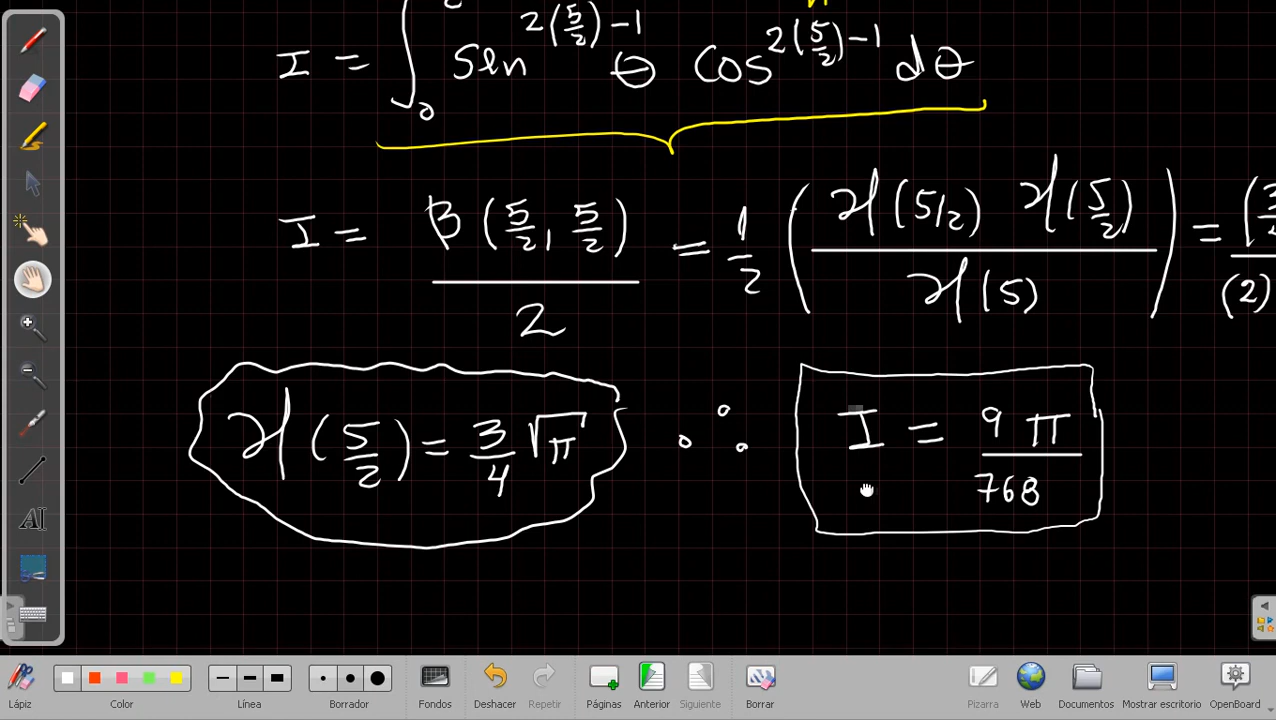 I = ∫₀ sen^{2(5/2)-1} θ cos^{2(5/2)-1} dθ
I = β(5/2, 5/2)/2 = 1/2 (γ(5/2) γ(5/2) / γ(5)) =
γ(5/2) = 3/4 √π ∴ I = 9π/768
Lápiz Color Línea Borrador Fondos Deshacer Repetir Páginas Anterior Siguiente Borrar Pizarra Web Documentos Mostrar escritorio OpenBoard